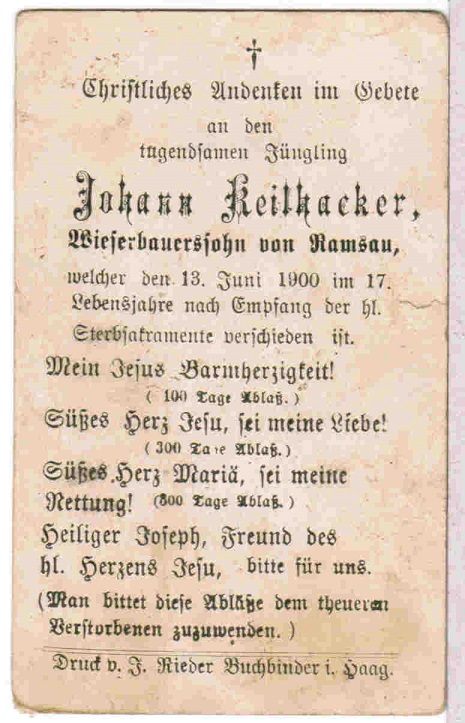 †
Christliches Andenken im Gebete
an den
tugendsamen Jüngling
Johann Keilhacker,
Wieserbauerssohn von Ramsau,
welcher den 13. Juni 1900 im 17.
Lebensjahre nach Empfang der hl.
Sterbsakramente verschieden ist.
Mein Jesus Barmherzigkeit!
( 100 Tage Ablaß. )
Süßes Herz Jesu, sei meine Liebe!
( 300 Tage Ablaß. )
Süßes Herz Mariä, sei meine
Rettung! (300 Tage Ablaß. )
Heiliger Joseph, Freund des
hl. Herzens Jesu, bitte für uns.
(Man bittet diese Abläße dem theueren
Verstorbenen zuzuwenden. )
Druck v. J. Rieder Buchbinder i. Haag.